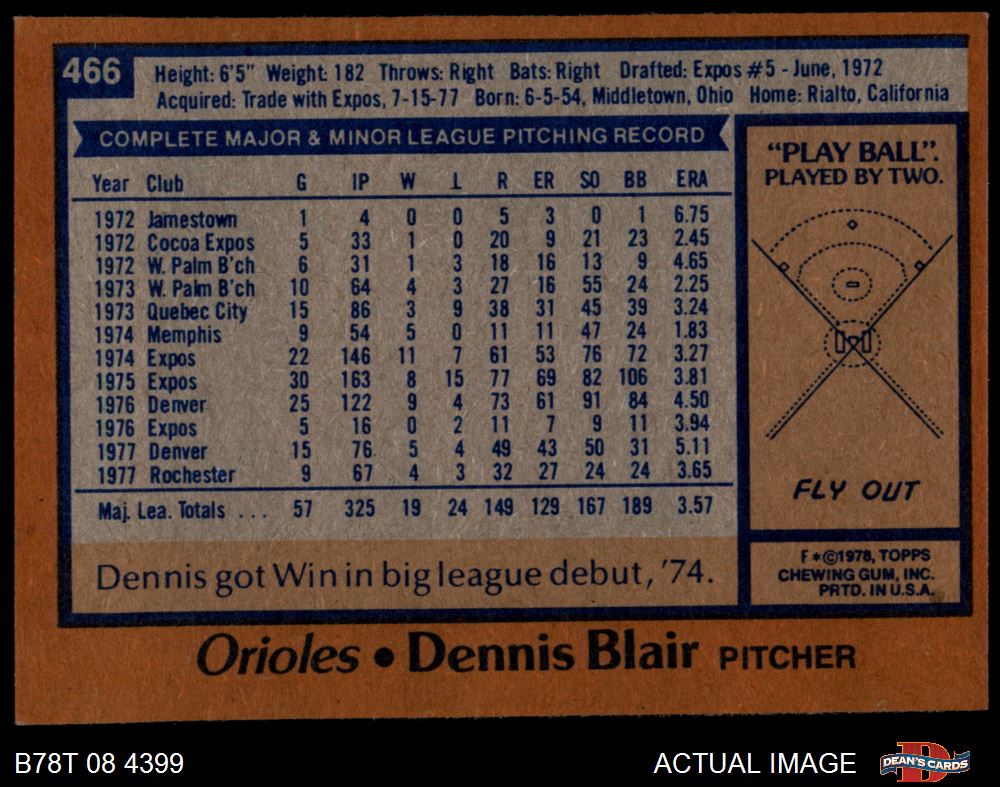 466
Height: 6'5" Weight: 182 Throws: Right Bats: Right Drafted: Expos #5 - June, 1972
Acquired: Trade with Expos, 7-15-77 Born: 6-5-54, Middletown, Ohio Home: Rialto, California
COMPLETE MAJOR & MINOR LEAGUE PITCHING RECORD
Year Club G IP W L R ER SO BB ERA
1972 Jamestown 1 4 0 0 5 3 0 1 6.75
1972 Cocoa Expos 5 33 1 0 20 9 21 23 2.45
1972 W. Palm B'ch 6 31 1 3 18 16 13 9 4.65
1973 W. Palm B'ch 10 64 4 3 27 16 55 24 2.25
1973 Quebec City 15 86 3 9 38 31 45 39 3.24
1974 Memphis 9 54 5 0 11 11 47 24 1.83
1974 Expos 22 146 11 7 61 53 76 72 3.27
1975 Expos 30 163 8 15 77 69 82 106 3.81
1976 Denver 25 122 9 4 73 61 91 84 4.50
1976 Expos 5 16 0 2 11 7 9 11 3.94
1977 Denver 15 76 5 4 49 43 50 31 5.11
1977 Rochester 9 67 4 3 32 27 24 24 3.65
Maj. Lea. Totals . . . 57 325 19 24 149 129 167 189 3.57
Dennis got Win in big league debut, '74.
"PLAY BALL".
PLAYED BY TWO.
FLY OUT
F*©1978, TOPPS
CHEWING GUM, INC.
PRTD. IN U.S.A.
Orioles • Dennis Blair PITCHER
B78T 08 4399
ACTUAL IMAGE
D
DEAN'S CARDS